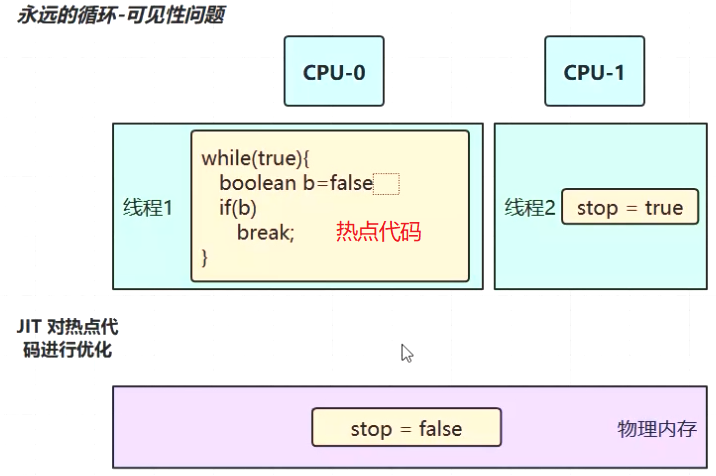 永远的循环-可见性问题
CPU-0
CPU-1
while(true){
boolean b=false
if(b)
break;
}
热点代码
线程1
线程2
stop = true
JIT 对热点代
码进行优化
stop = false
物理内存